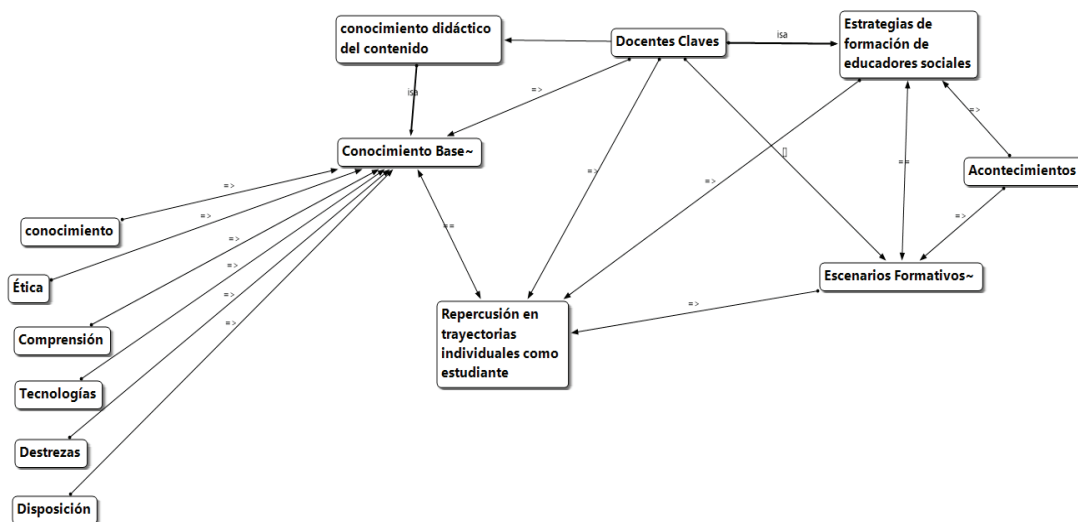 conocimiento didáctico
del contenido
Docentes Claves
isa
Estrategias de
formación de
educadores sociales
isa
=>
=>
Conocimiento Base~
=>
=>
==
Acontecimientos
=>
=>
=>
conocimiento
=>
==
Ética
=>
Escenarios Formativos~
=>
Comprensión
=>
=>
Repercusión en
trayectorias
individuales como
estudiante
=>
Tecnologías
Destrezas
Disposición